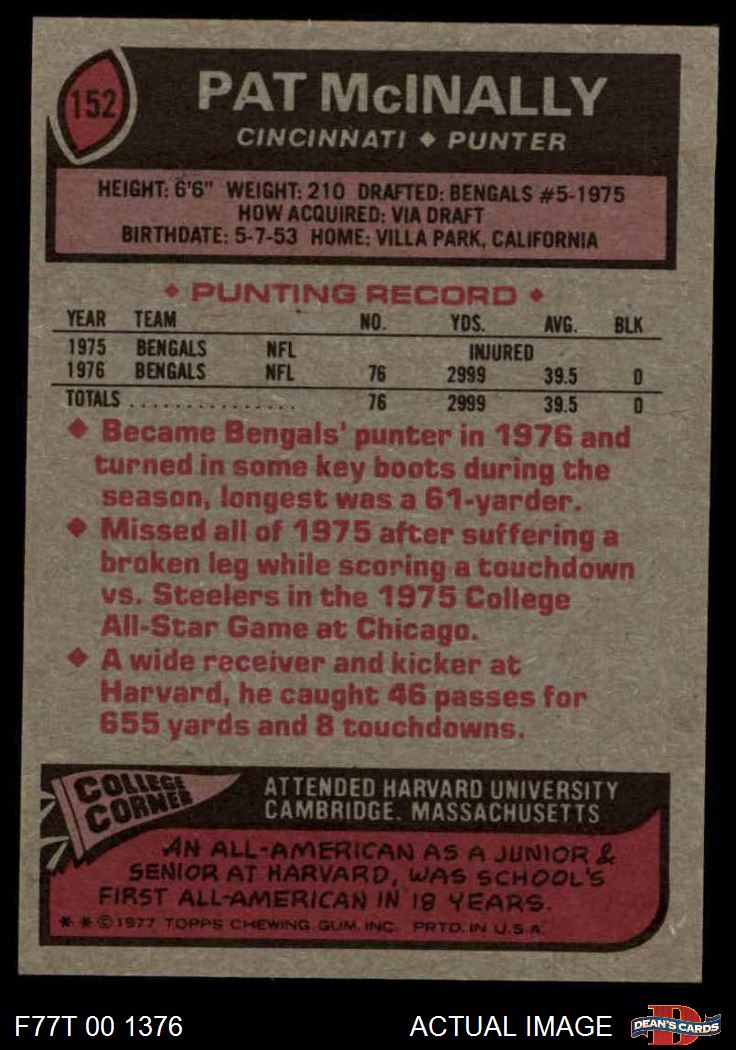 152
PAT McINALLY
CINCINNATI ◆ PUNTER
HEIGHT: 6'6" WEIGHT: 210 DRAFTED: BENGALS #5-1975
HOW ACQUIRED: VIA DRAFT
BIRTHDATE: 5-7-53 HOME: VILLA PARK, CALIFORNIA
◆ PUNTING RECORD ◆
YEAR TEAM NO. YDS. AVG. BLK
1975 BENGALS NFL INJURED
1976 BENGALS NFL 76 2999 39.5 0
TOTALS . . . . . . . . . . . . . . . 76 2999 39.5 0
◆ Became Bengals' punter in 1976 and
turned in some key boots during the
season, longest was a 61-yarder.
◆ Missed all of 1975 after suffering a
broken leg while scoring a touchdown
vs. Steelers in the 1975 College
All-Star Game at Chicago.
◆ A wide receiver and kicker at
Harvard, he caught 46 passes for
655 yards and 8 touchdowns.
COLLEGE
CORNER
ATTENDED HARVARD UNIVERSITY
CAMBRIDGE, MASSACHUSETTS
AN ALL-AMERICAN AS A JUNIOR &
SENIOR AT HARVARD, WAS SCHOOL'S
FIRST ALL-AMERICAN IN 18 YEARS.
* * © 1977 TOPPS CHEWING GUM, INC. PRTD. IN U.S.A.
F77T 00 1376 ACTUAL IMAGE
D
DEAN'S CARDS